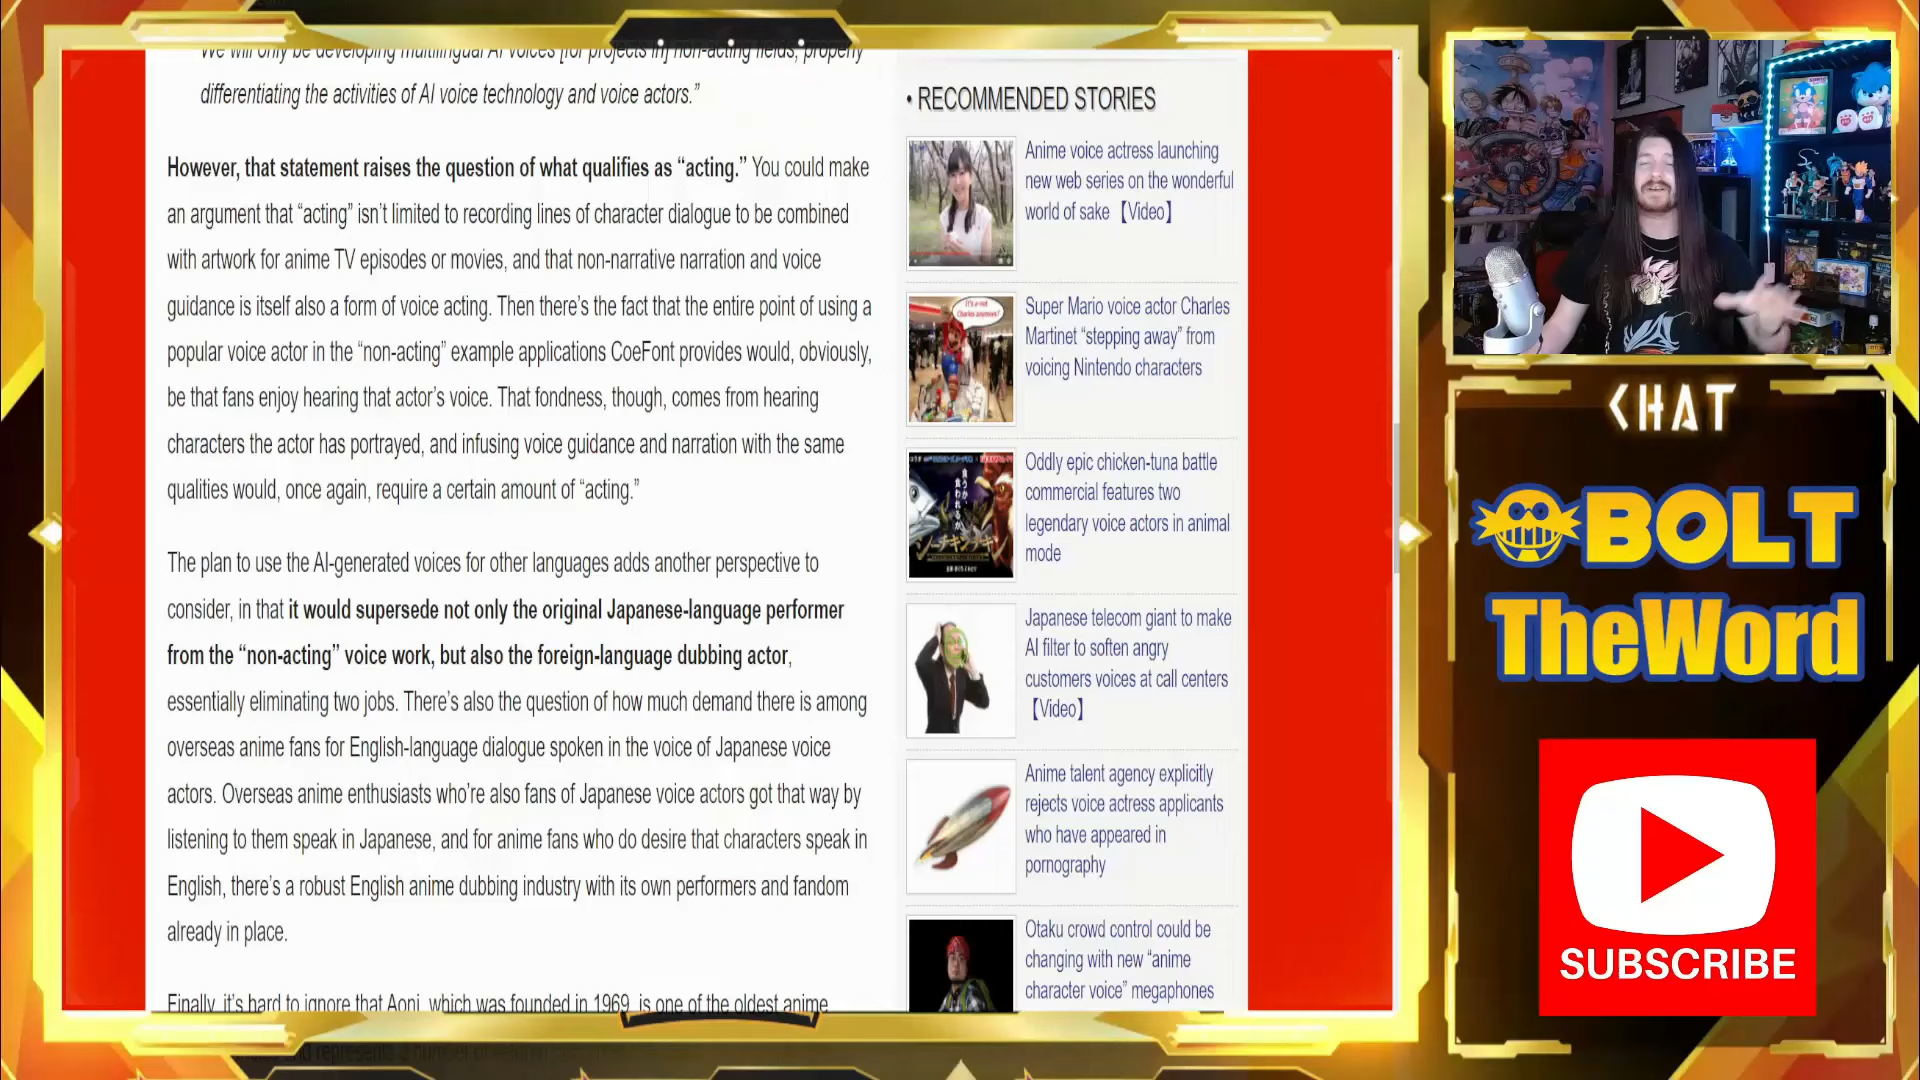 We will only be developing multilingual AI voices [for projects in] non-acting fields, properly
differentiating the activities of AI voice technology and voice actors.”
However, that statement raises the question of what qualifies as “acting.” You could make
an argument that “acting” isn’t limited to recording lines of character dialogue to be combined
with artwork for anime TV episodes or movies, and that non-narrative narration and voice
guidance is itself also a form of voice acting. Then there’s the fact that the entire point of using a
popular voice actor in the “non-acting” example applications CoeFont provides would, obviously,
be that fans enjoy hearing that actor’s voice. That fondness, though, comes from hearing
characters the actor has portrayed, and infusing voice guidance and narration with the same
qualities would, once again, require a certain amount of “acting.”
The plan to use the AI-generated voices for other languages adds another perspective to
consider, in that it would supersede not only the original Japanese-language performer
from the “non-acting” voice work, but also the foreign-language dubbing actor,
essentially eliminating two jobs. There’s also the question of how much demand there is among
overseas anime fans for English-language dialogue spoken in the voice of Japanese voice
actors. Overseas anime enthusiasts who’re also fans of Japanese voice actors got that way by
listening to them speak in Japanese, and for anime fans who do desire that characters speak in
English, there’s a robust English anime dubbing industry with its own performers and fandom
already in place.
Finally, it’s hard to ignore that Aoni, which was founded in 1969, is one of the oldest anime
• RECOMMENDED STORIES
Anime voice actress launching
new web series on the wonderful
world of sake【Video】
Super Mario voice actor Charles
Martinet “stepping away” from
voicing Nintendo characters
Oddly epic chicken-tuna battle
commercial features two
legendary voice actors in animal
mode
Japanese telecom giant to make
AI filter to soften angry
customers voices at call centers
【Video】
Anime talent agency explicitly
rejects voice actress applicants
who have appeared in
pornography
Otaku crowd control could be
changing with new “anime
character voice” megaphones
CHAT
BOLT
TheWord
SUBSCRIBE